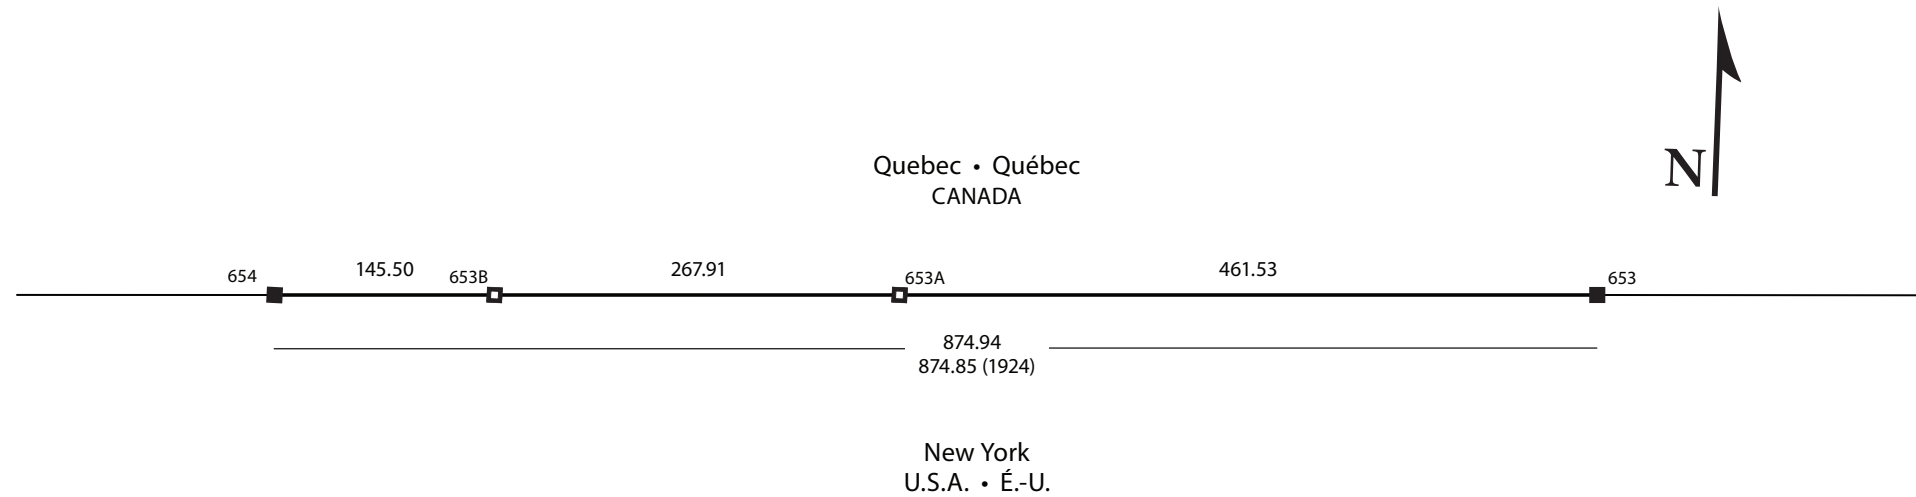 N
Quebec • Québec
CANADA
654 145.50 653B 267.91 653A 461.53 653
874.94
874.85 (1924)
New York
U.S.A. • É.-U.